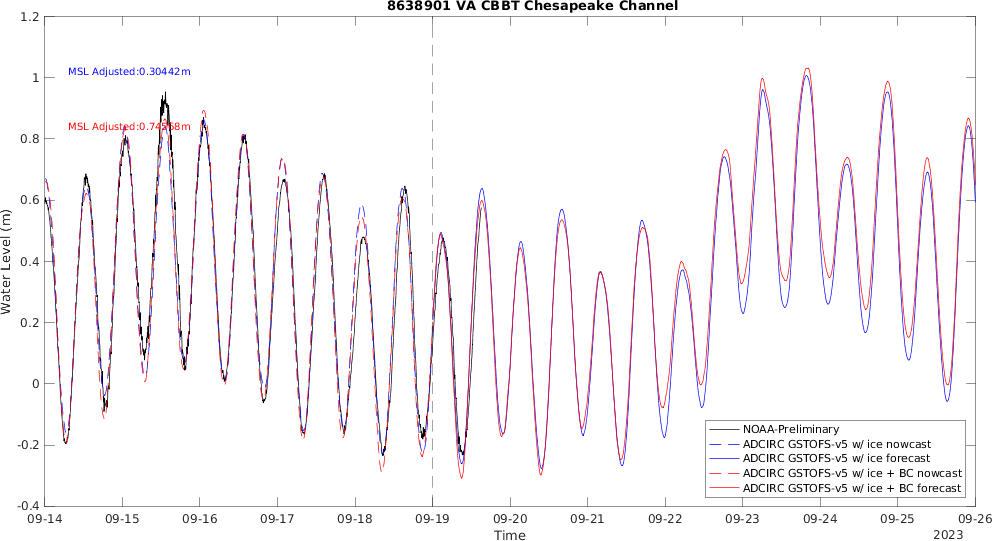 8638901 VA CBBT Chesapeake Channel
1.2
1
0.8
0.6
0.4
0.2
0
-0.2
-0.4
Water Level (m)
MSL Adjusted:0.30442m
MSL Adjusted:0.74558m
NOAA-Preliminary
ADCIRC GSTOFS-v5 w/ ice nowcast
ADCIRC GSTOFS-v5 w/ ice forecast
ADCIRC GSTOFS-v5 w/ ice + BC nowcast
ADCIRC GSTOFS-v5 w/ ice + BC forecast
09-14 09-15 09-16 09-17 09-18 09-19 09-20 09-21 09-22 09-23 09-24 09-25 09-26
Time
2023